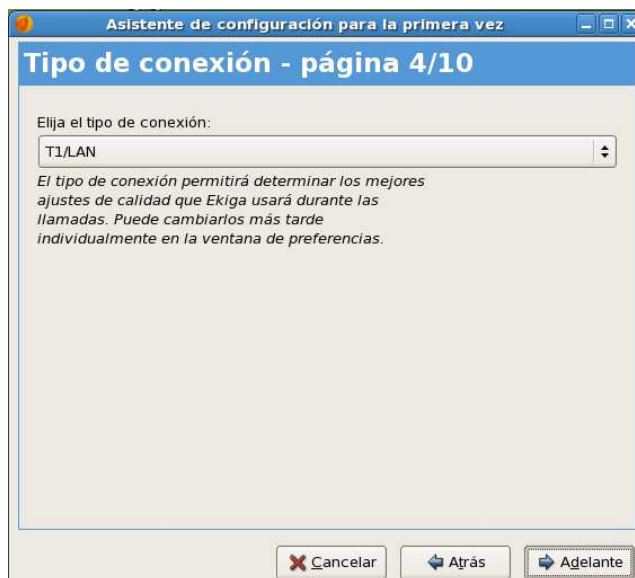 Asistente de configuración para la primera vez
Tipo de conexión - página 4/10
Elija el tipo de conexión:
T1/LAN
El tipo de conexión permitirá determinar los mejores
ajustes de calidad que Ekiga usará durante las
llamadas. Puede cambiarlos más tarde
individualmente en la ventana de preferencias.
Cancelar Atrás Adelante